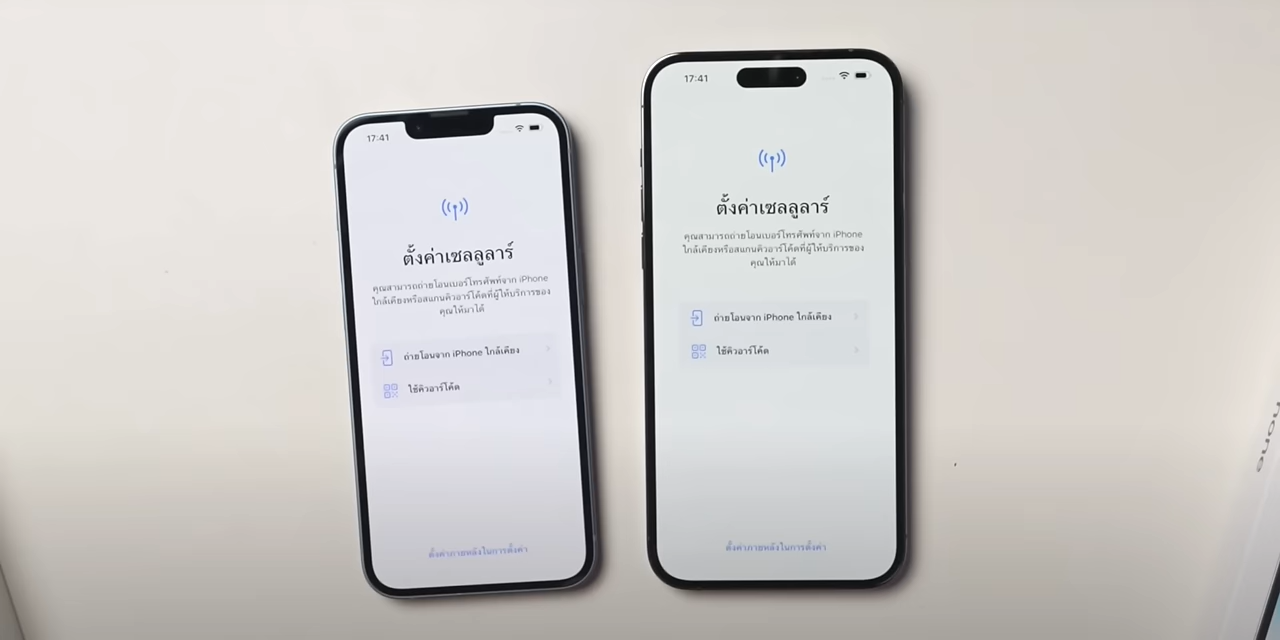 17:41
ตั้งค่าเซลลูลาร์
คุณสามารถถ่ายโอนเบอร์โทรศัพท์จาก iPhone
ใกล้เคียงหรือสแกนคิวอาร์โค้ดที่ผู้ให้บริการของ
คุณให้มาได้
ถ่ายโอนจาก iPhone ใกล้เคียง
ใช้คิวอาร์โค้ด
ตั้งค่าภายหลังในการตั้งค่า
17:41
ตั้งค่าเซลลูลาร์
คุณสามารถถ่ายโอนเบอร์โทรศัพท์จาก iPhone
ใกล้เคียงหรือสแกนคิวอาร์โค้ดที่ผู้ให้บริการของ
คุณให้มาได้
ถ่ายโอนจาก iPhone ใกล้เคียง
ใช้คิวอาร์โค้ด
ตั้งค่าภายหลังในการตั้งค่า